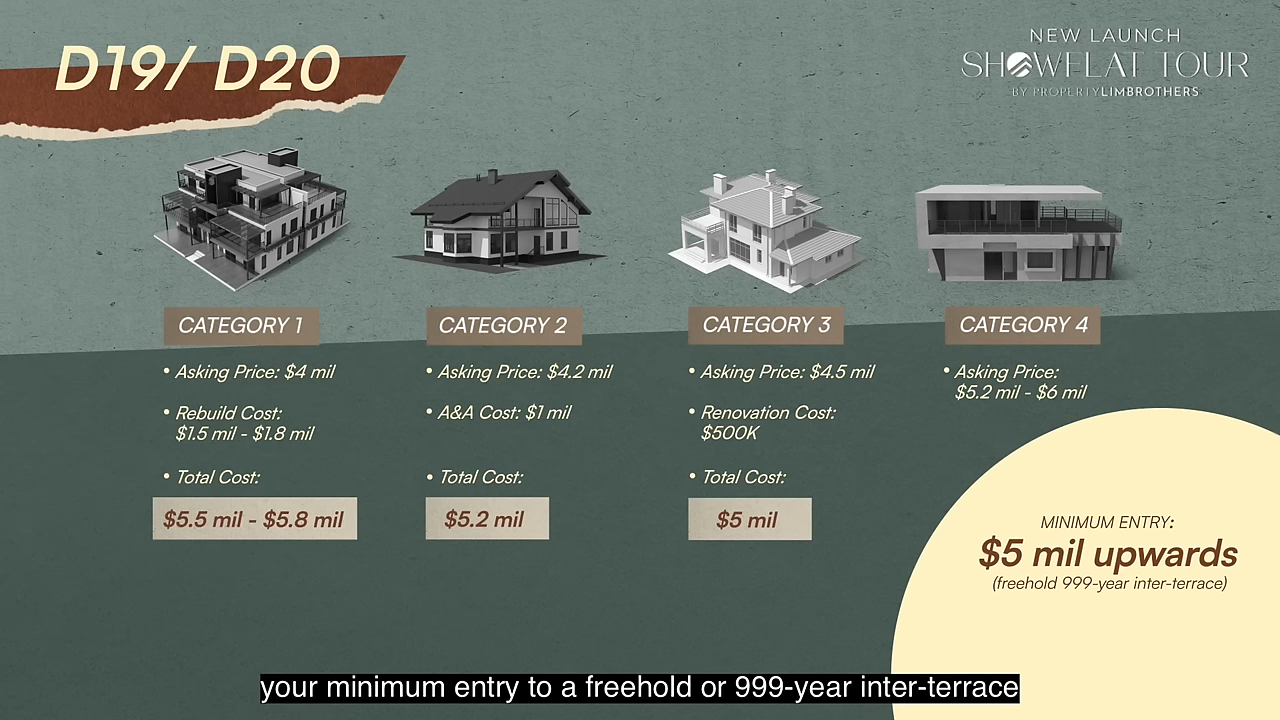 D19/ D20
NEW LAUNCH
SHOWFLAT TOUR
BY PROPERTYLIMBROTHERS
CATEGORY 1
• Asking Price: $4 mil
• Rebuild Cost:
$1.5 mil - $1.8 mil
• Total Cost:
$5.5 mil - $5.8 mil
CATEGORY 2
• Asking Price: $4.2 mil
• A&A Cost: $1 mil
• Total Cost:
$5.2 mil
CATEGORY 3
• Asking Price: $4.5 mil
• Renovation Cost:
$500K
• Total Cost:
$5 mil
CATEGORY 4
• Asking Price:
$5.2 mil - $6 mil
MINIMUM ENTRY:
$5 mil upwards
(freehold 999-year inter-terrace)
your minimum entry to a freehold or 999-year inter-terrace